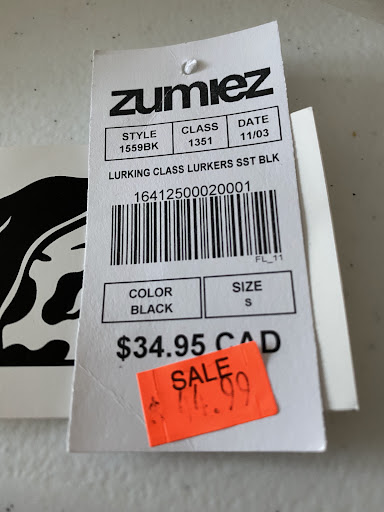 zumiez
STYLE
1559BK
CLASS
1351
DATE
11/03
LURKING CLASS LURKERS SST BLK
16412500020001
FL_11
COLOR
BLACK
SIZE
S
$34.95 CAD
SALE